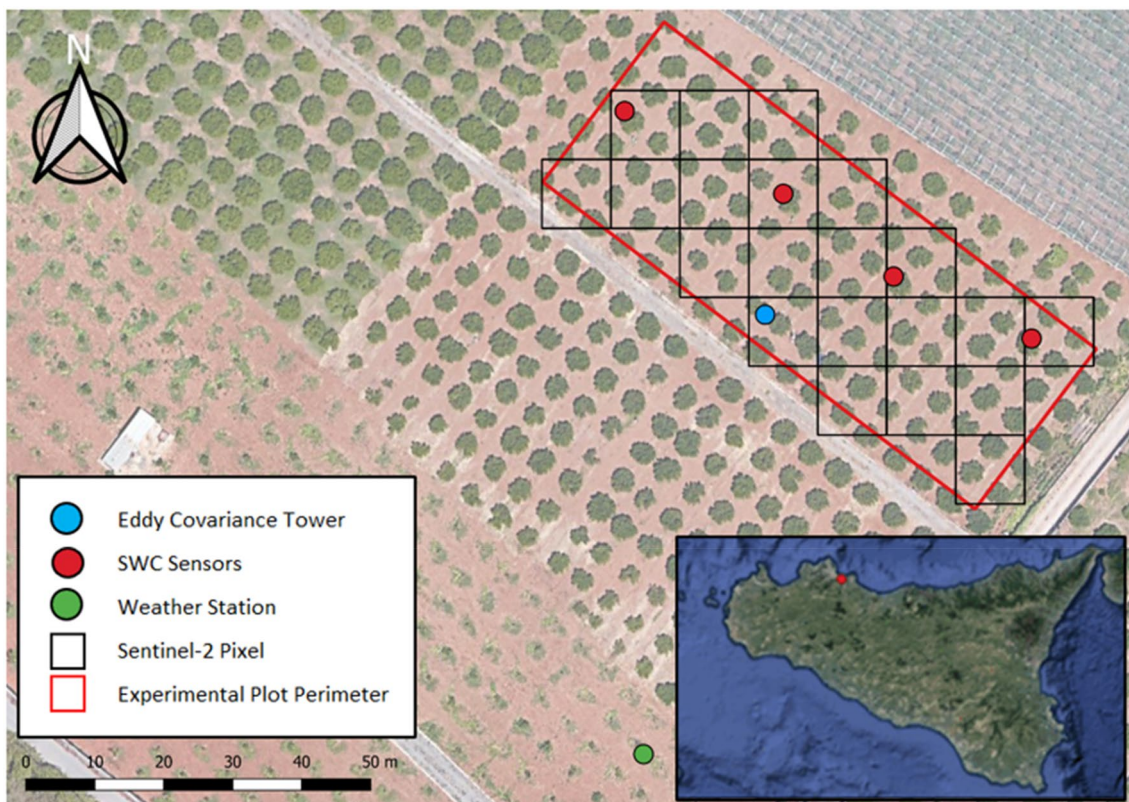 N
Eddy Covariance Tower
SWC Sensors
Weather Station
Sentinel-2 Pixel
Experimental Plot Perimeter
0 10 20 30 40 50 m